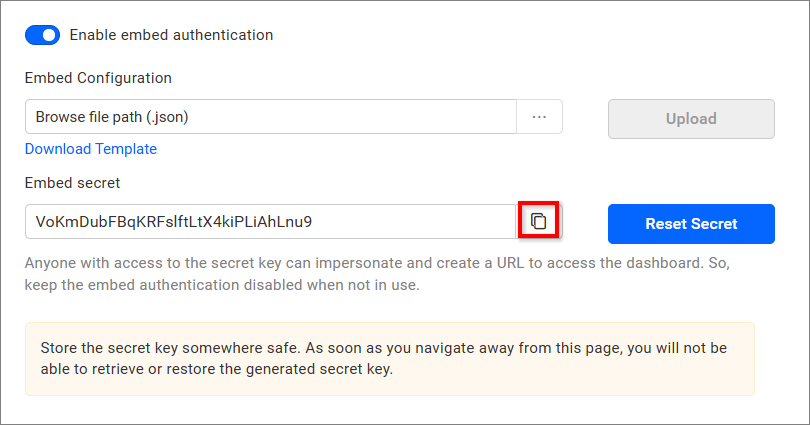 Enable embed authentication
Embed Configuration
Browse file path (.json)
...
Upload
Download Template
Embed secret
VoKmDubFBqKRFslftLtX4kiPLiAhLnu9
Reset Secret
Anyone with access to the secret key can impersonate and create a URL to access the dashboard. So,
keep the embed authentication disabled when not in use.
Store the secret key somewhere safe. As soon as you navigate away from this page, you will not be
able to retrieve or restore the generated secret key.